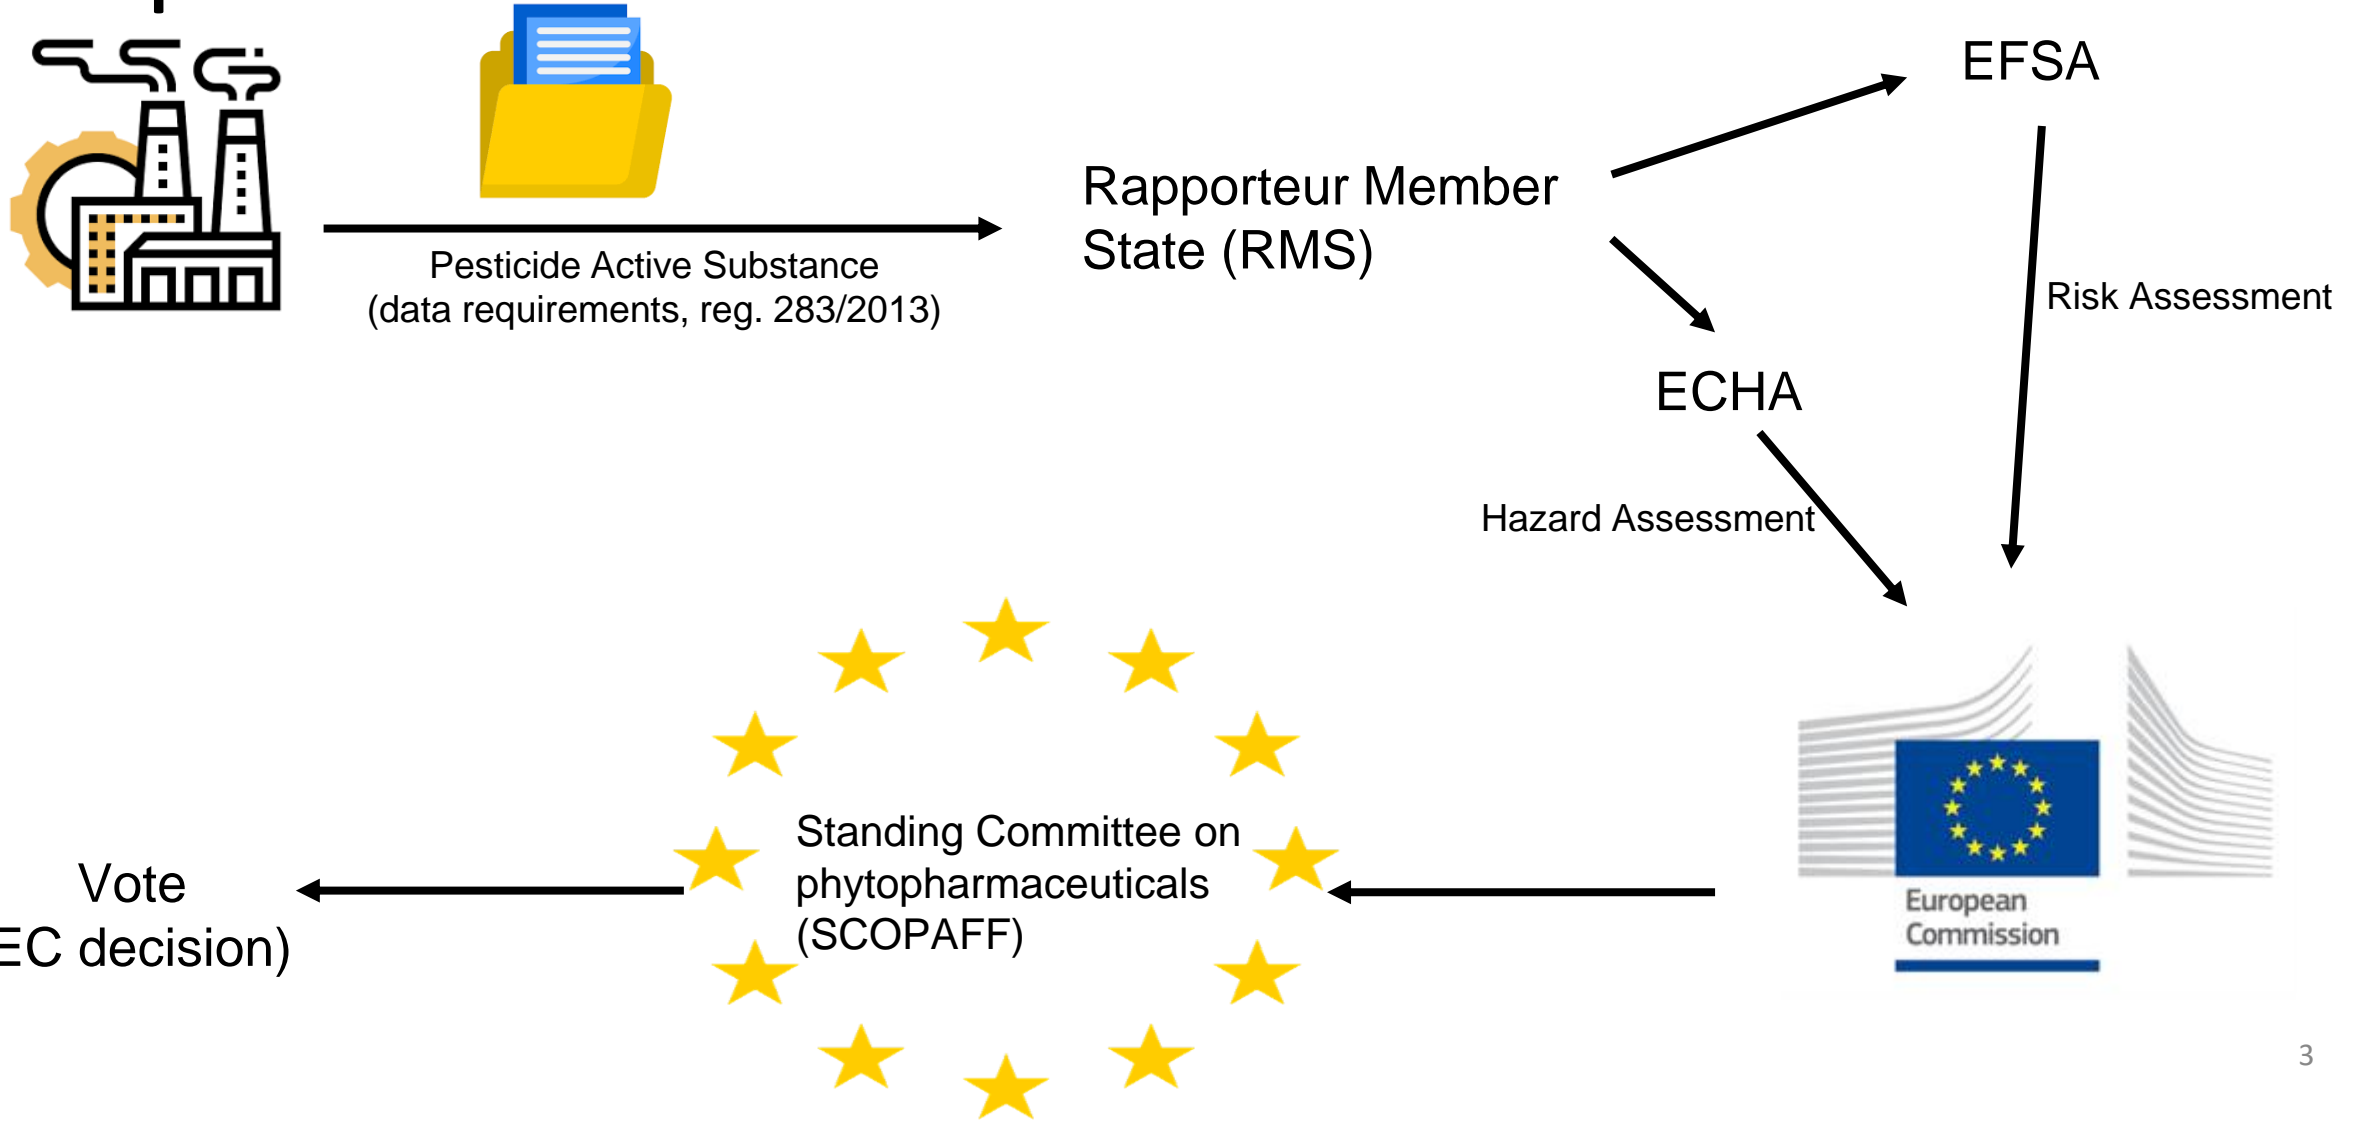 EFSA
Rapporteur Member
State (RMS)
Pesticide Active Substance
(data requirements, reg. 283/2013)
Risk Assessment
ECHA
Hazard Assessment
Standing Committee on
phytopharmaceuticals
(SCOPAFF)
Vote
EC decision)
European
Commission
3